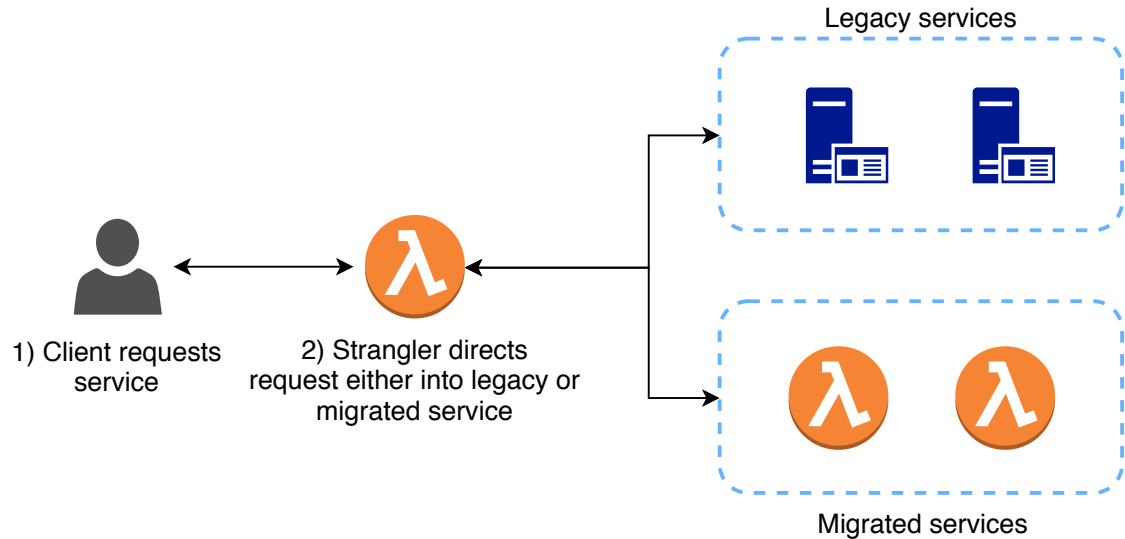 Legacy services
1) Client requests
service
2) Strangler directs
request either into legacy or
migrated service
Migrated services